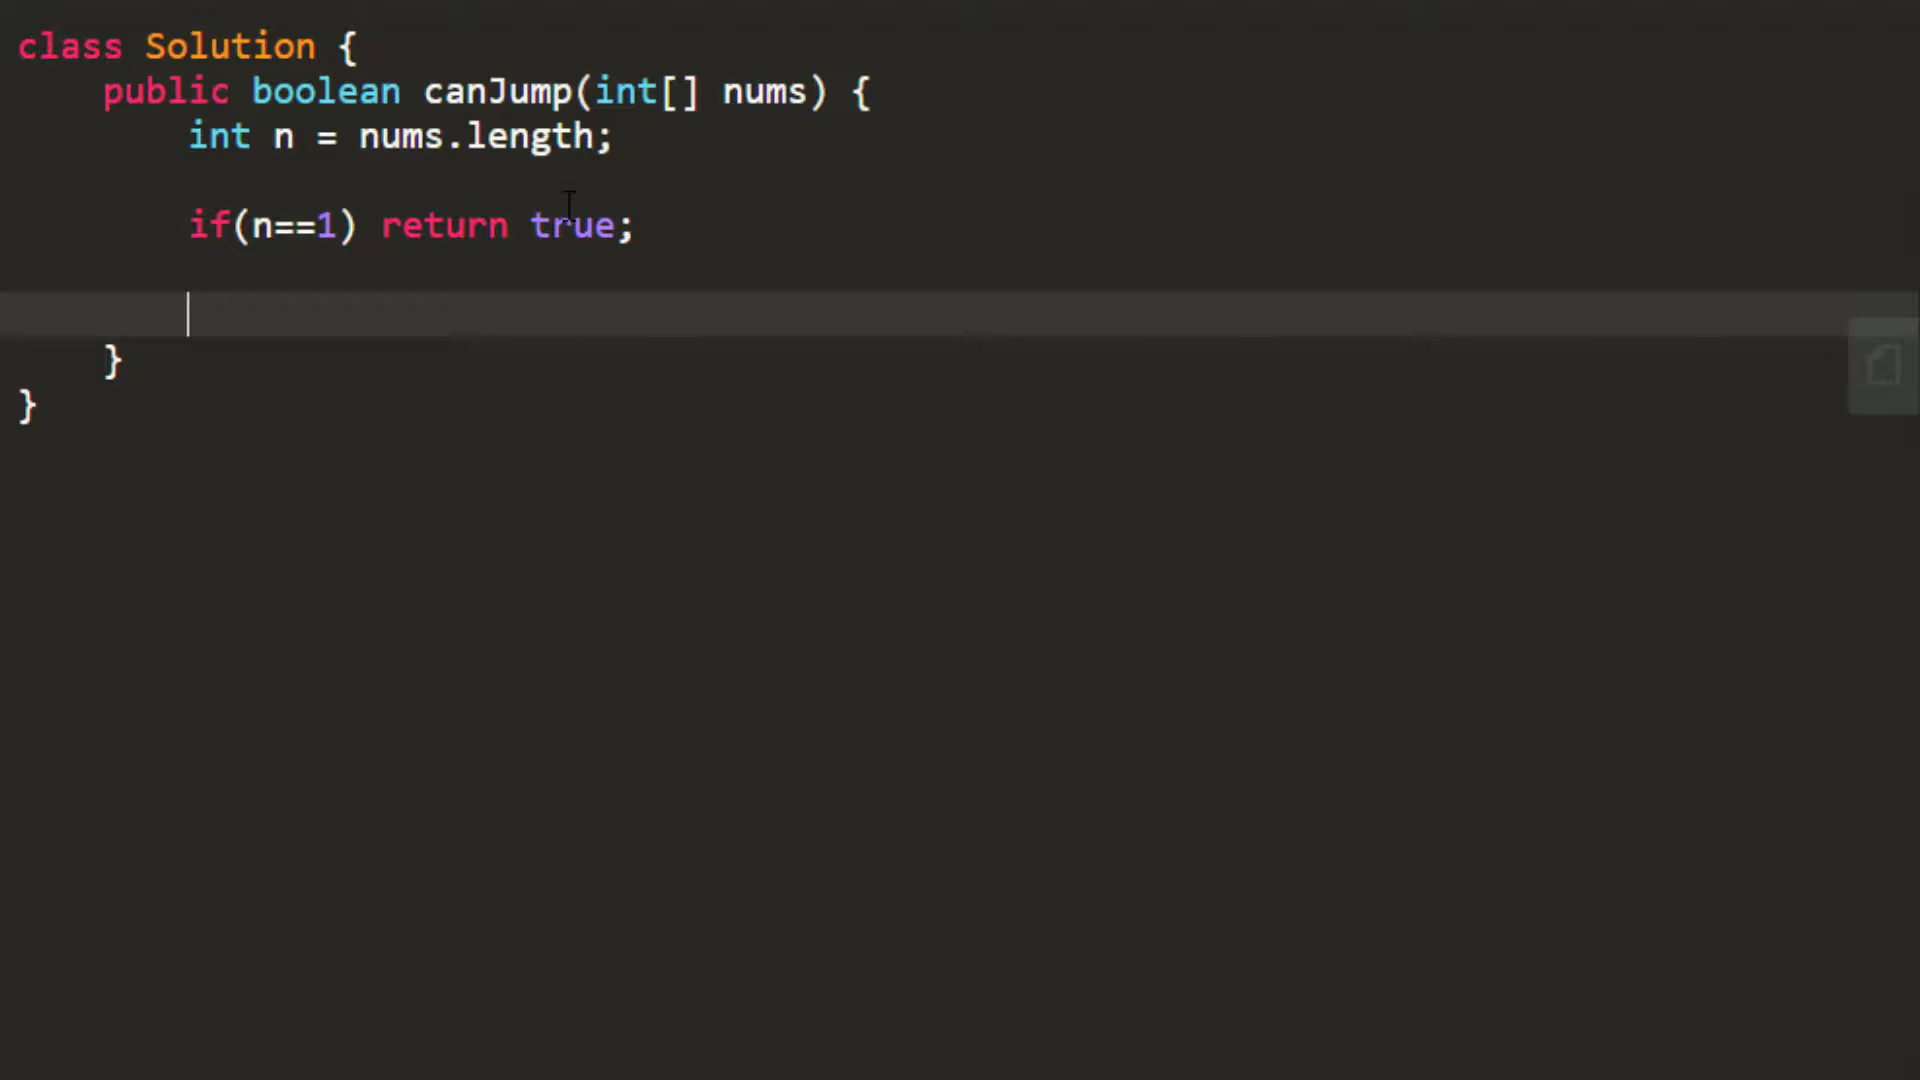 class Solution {
    public boolean canJump(int[] nums) {
        int n = nums.length;
        if(n==1) return true;
    }
}